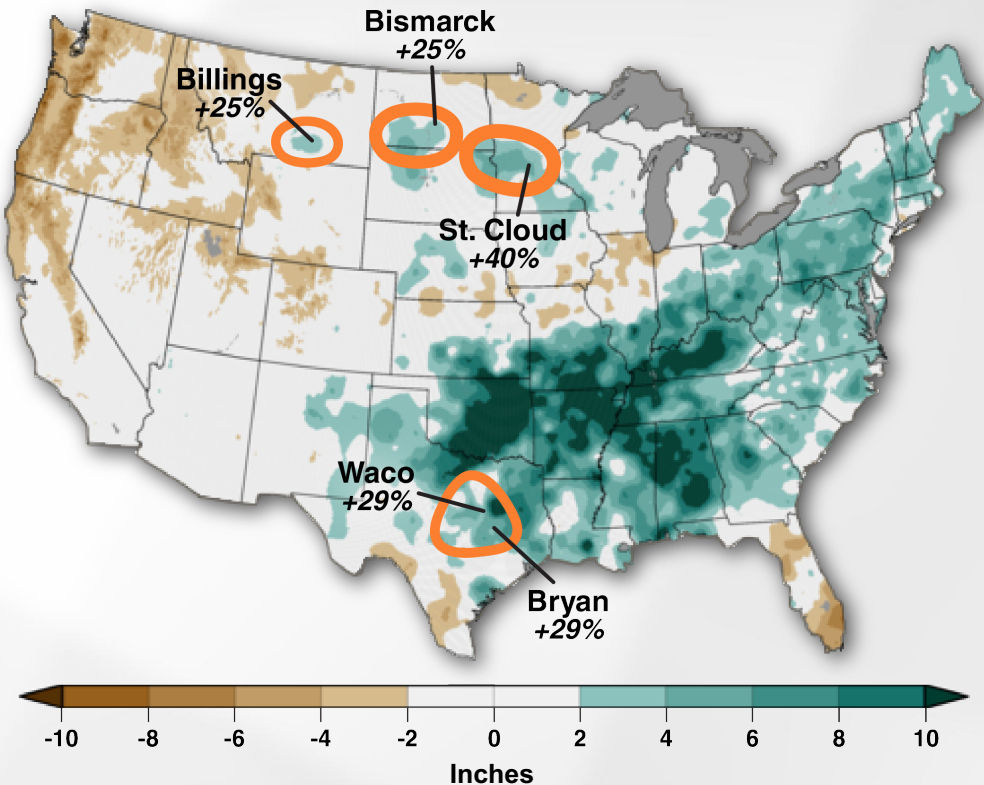 Bismarck
+25%
Billings
+25%
St. Cloud
+40%
Waco
+29%
Bryan
+29%
-10 -8 -6 -4 -2 0 2 4 6 8 10
Inches